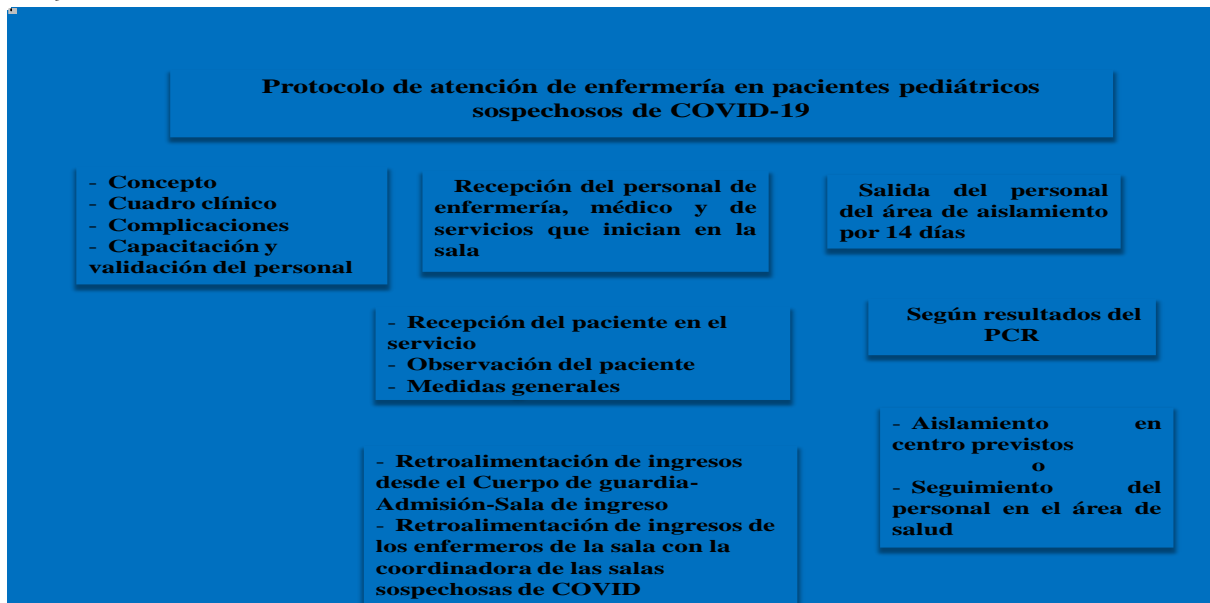 Protocolo de atención de enfermería en pacientes pediátricos
sospechosos de COVID-19
- Concepto
- Cuadro clínico
- Complicaciones
- Capacitación y
validación del personal
Recepción del personal de
enfermería, médico y de
servicios que inician en la
sala
Salida del personal
del área de aislamiento
por 14 días
- Recepción del paciente en el
servicio
- Observación del paciente
- Medidas generales
Según resultados del
PCR
- Retroalimentación de ingresos
desde el Cuerpo de guardia-
Admisión-Sala de ingreso
- Retroalimentación de ingresos de
los enfermeros de la sala con la
coordinadora de las salas
sospechosas de COVID
- Aislamiento en
centro previstos
o
- Seguimiento del
personal en el área de
salud